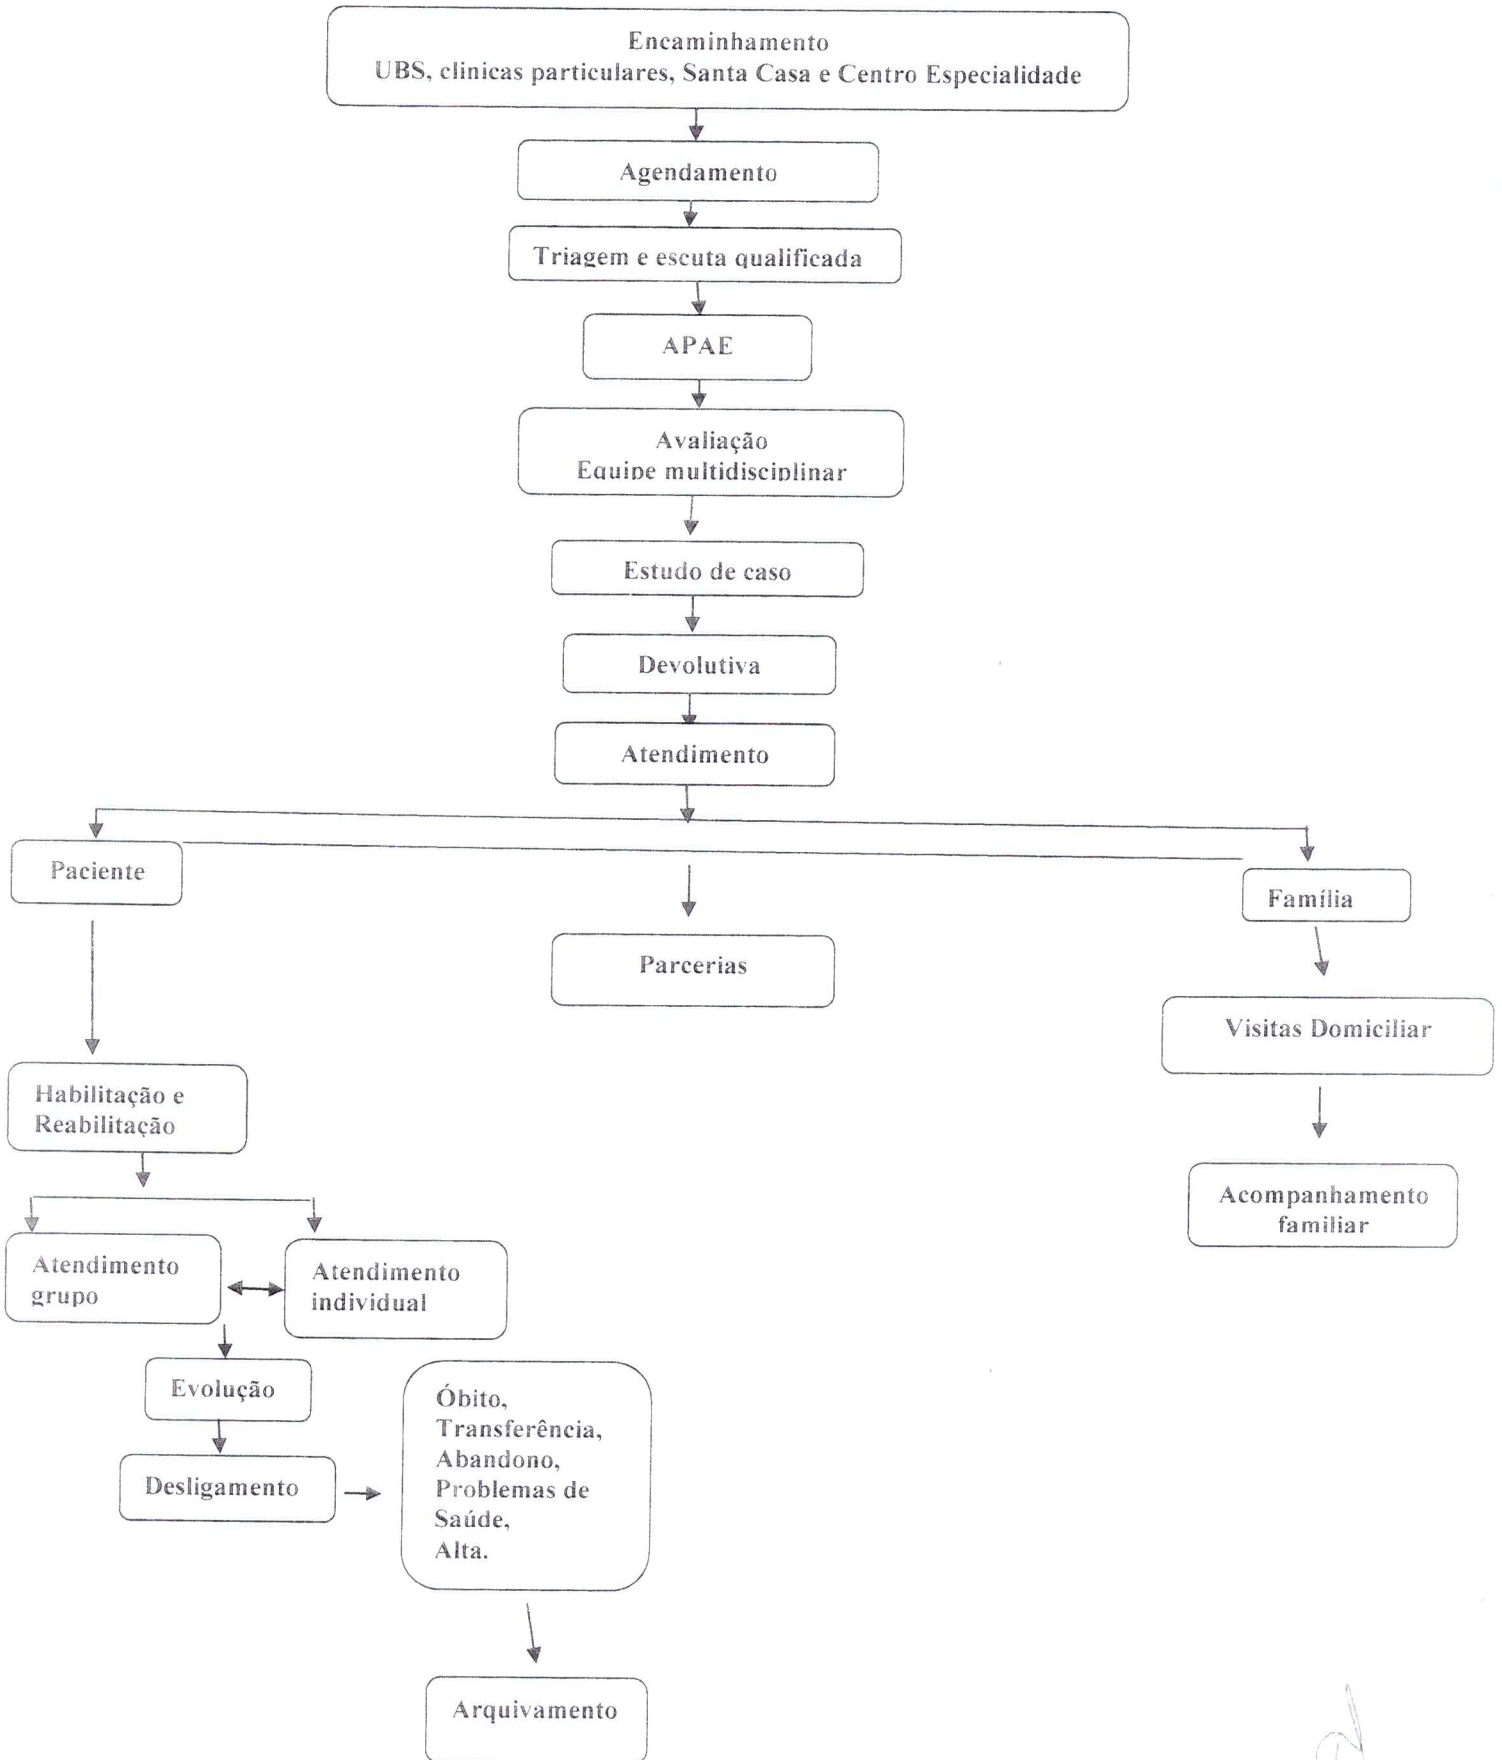 Encaminhamento
UBS, clinicas particulares, Santa Casa e Centro Especialidade
Agendamento
Triagem e escuta qualificada
APAE
Avaliação
Equipe multidisciplinar
Estudo de caso
Devolutiva
Atendimento
Paciente
Família
Parcerias
Visitas Domiciliar
Habilitação e
Reabilitação
Acompanhamento
familiar
Atendimento
grupo
Atendimento
individual
Evolução
Desligamento
Óbito,
Transferência,
Abandono,
Problemas de
Saúde,
Alta.
Arquivamento